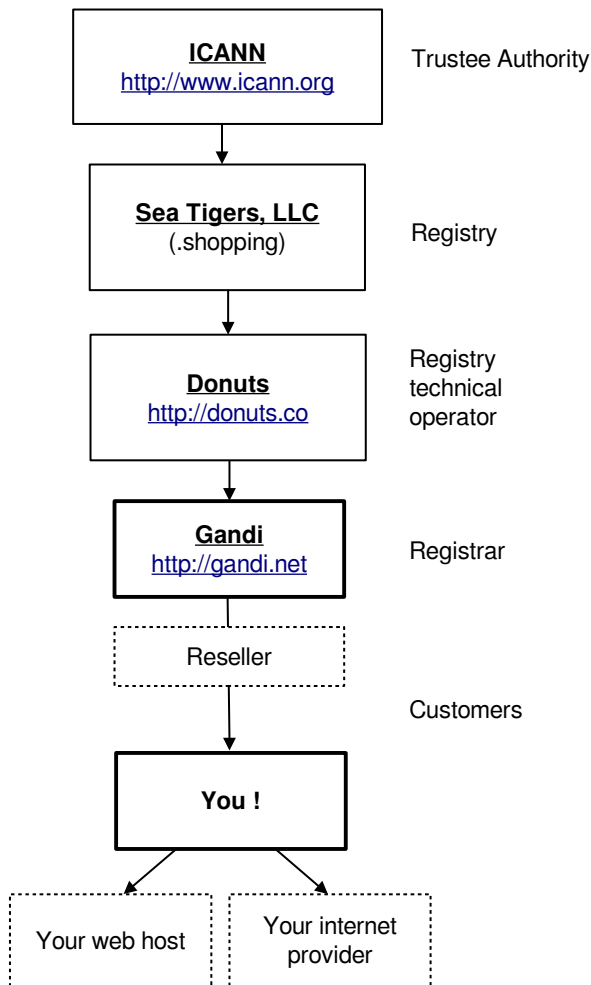 ICANN
http://www.icann.org
Trustee Authority
Sea Tigers, LLC
(.shopping)
Registry
Donuts
http://donuts.co
Registry
technical
operator
Gandi
http://gandi.net
Registrar
Reseller
Customers
You !
Your web host
Your internet
provider